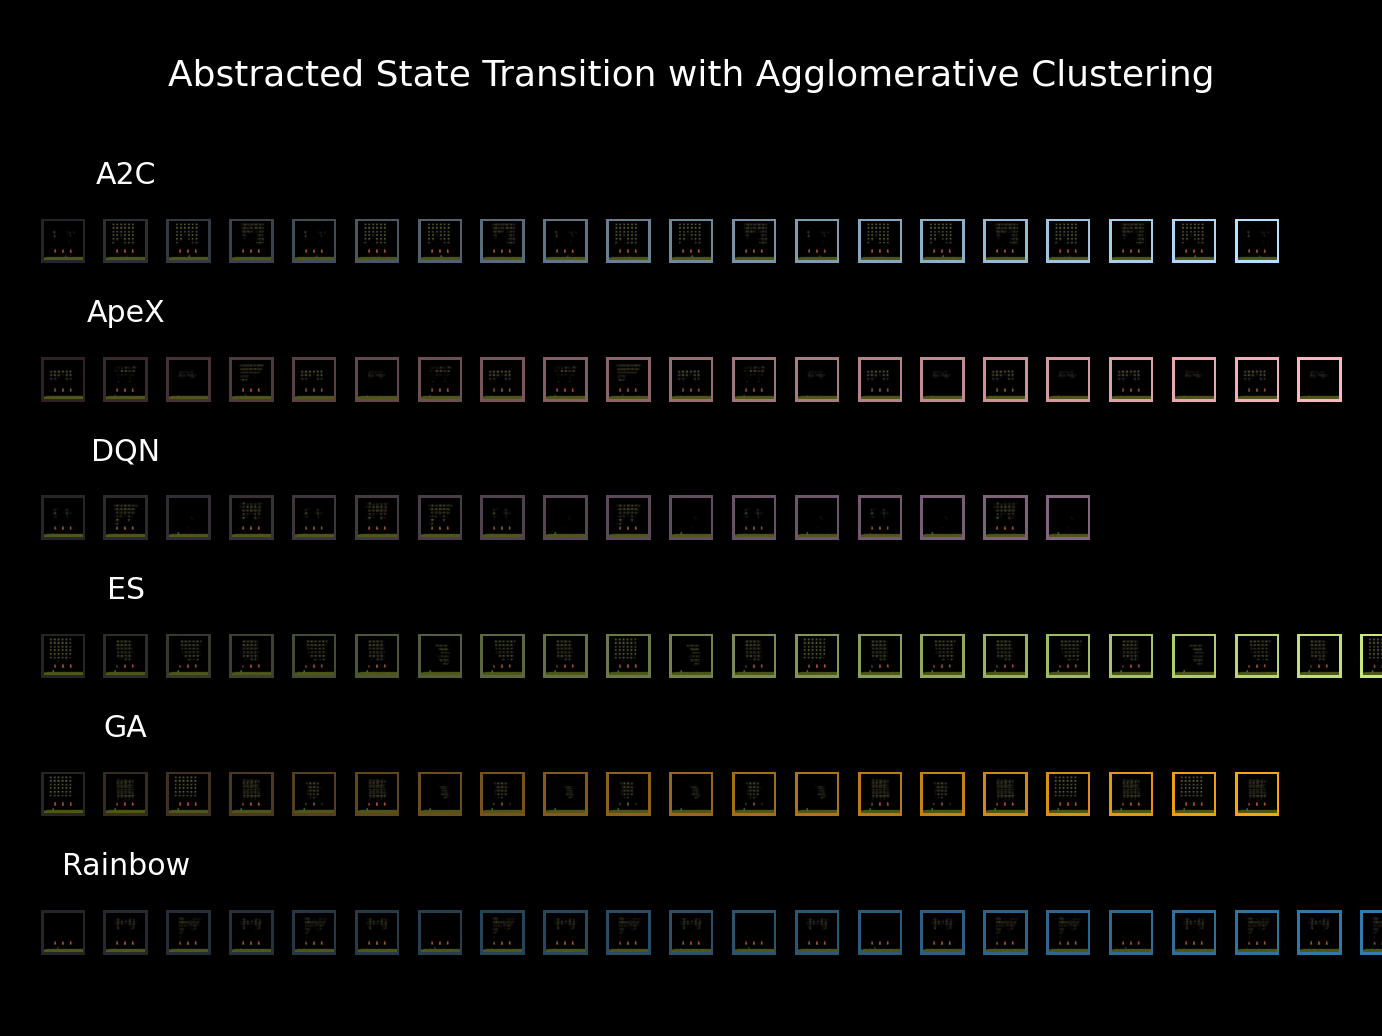 Abstracted State Transition with Agglomerative Clustering
A2C
ApeX
DQN
ES
GA
Rainbow